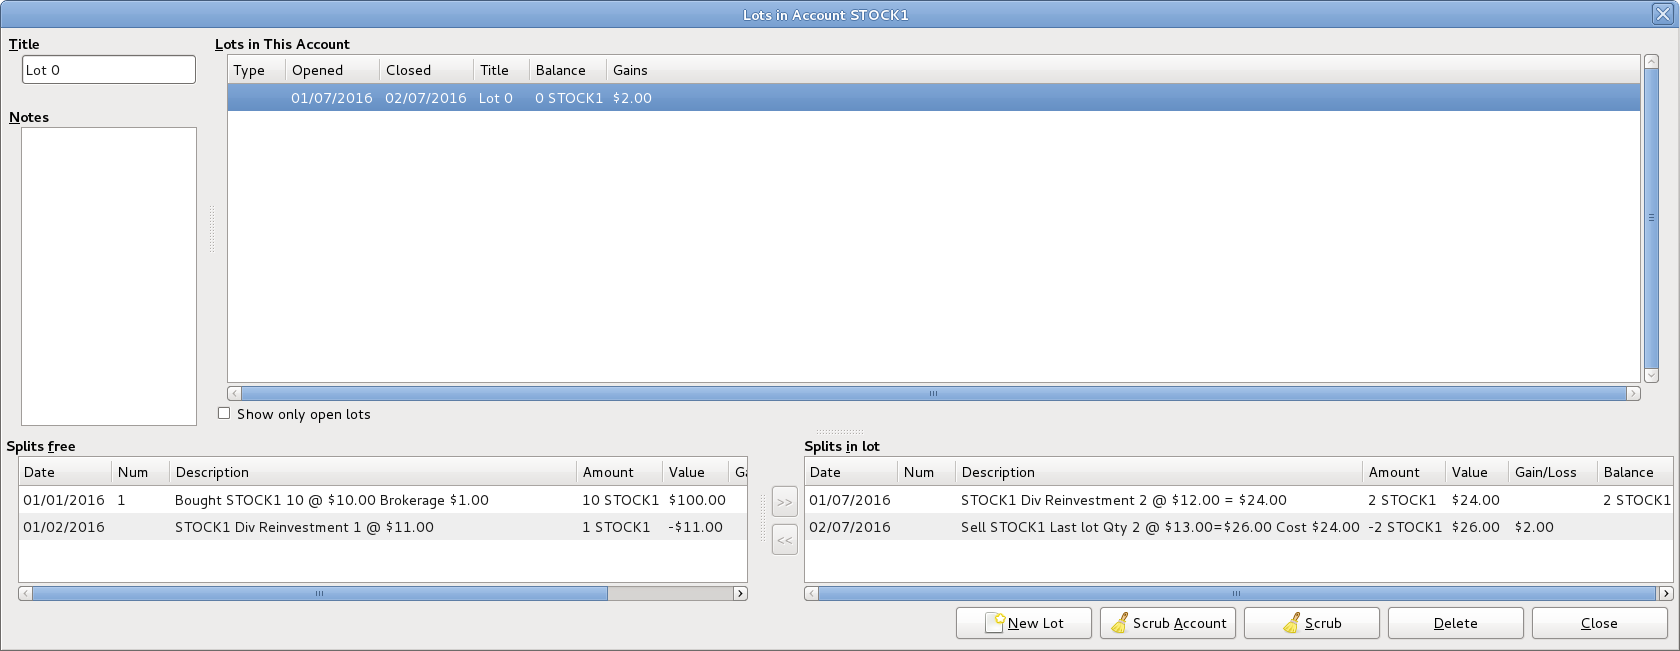 Lots in Account STOCK1
Title
Lot 0
Notes
Lots in This Account
Type Opened Closed Title Balance Gains
01/07/2016 02/07/2016 Lot 0 0 STOCK1 $2.00
Show only open lots
Splits free
Date Num Description Amount Value Ga
01/01/2016 1 Bought STOCK1 10 @ $10.00 Brokerage $1.00 10 STOCK1 $100.00
01/02/2016 STOCK1 Div Reinvestment 1 @ $11.00 1 STOCK1 -$11.00
>>
<<
Splits in lot
Date Num Description Amount Value Gain/Loss Balance
01/07/2016 STOCK1 Div Reinvestment 2 @ $12.00 = $24.00 2 STOCK1 $24.00 2 STOCK1
02/07/2016 Sell STOCK1 Last lot Qty 2 @ $13.00=$26.00 Cost $24.00 -2 STOCK1 $26.00 $2.00
New Lot Scrub Account Scrub Delete Close